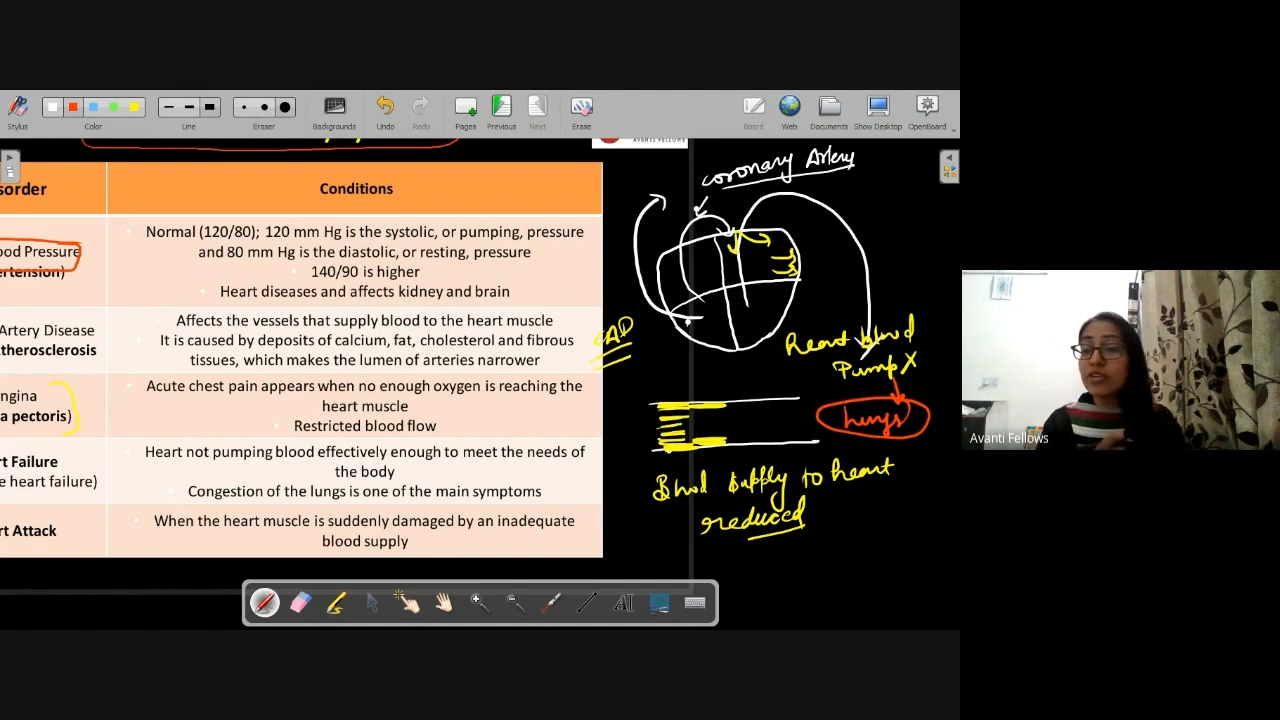 Stylus
Color
Line
Eraser
Backgrounds
Undo
Redo
Pages
Previous
Next
Erase
Board
Web
Documents
Show Desktop
OpenBoard
AVANTI FELLOWS
sorder
Conditions
ood Pressure
ertension)
Normal (120/80); 120 mm Hg is the systolic, or pumping, pressure
and 80 mm Hg is the diastolic, or resting, pressure
140/90 is higher
Heart diseases and affects kidney and brain
Artery Disease
therosclerosis
Affects the vessels that supply blood to the heart muscle
It is caused by deposits of calcium, fat, cholesterol and fibrous
tissues, which makes the lumen of arteries narrower
ngina
a pectoris)
Acute chest pain appears when no enough oxygen is reaching the
heart muscle
Restricted blood flow
rt Failure
e heart failure)
Heart not pumping blood effectively enough to meet the needs of
the body
Congestion of the lungs is one of the main symptoms
rt Attack
When the heart muscle is suddenly damaged by an inadequate
blood supply
coronary Artery
CAD
Heart blood
Pump X
lungs
Blood supply to heart
reduced
AI
Avanti Fellows